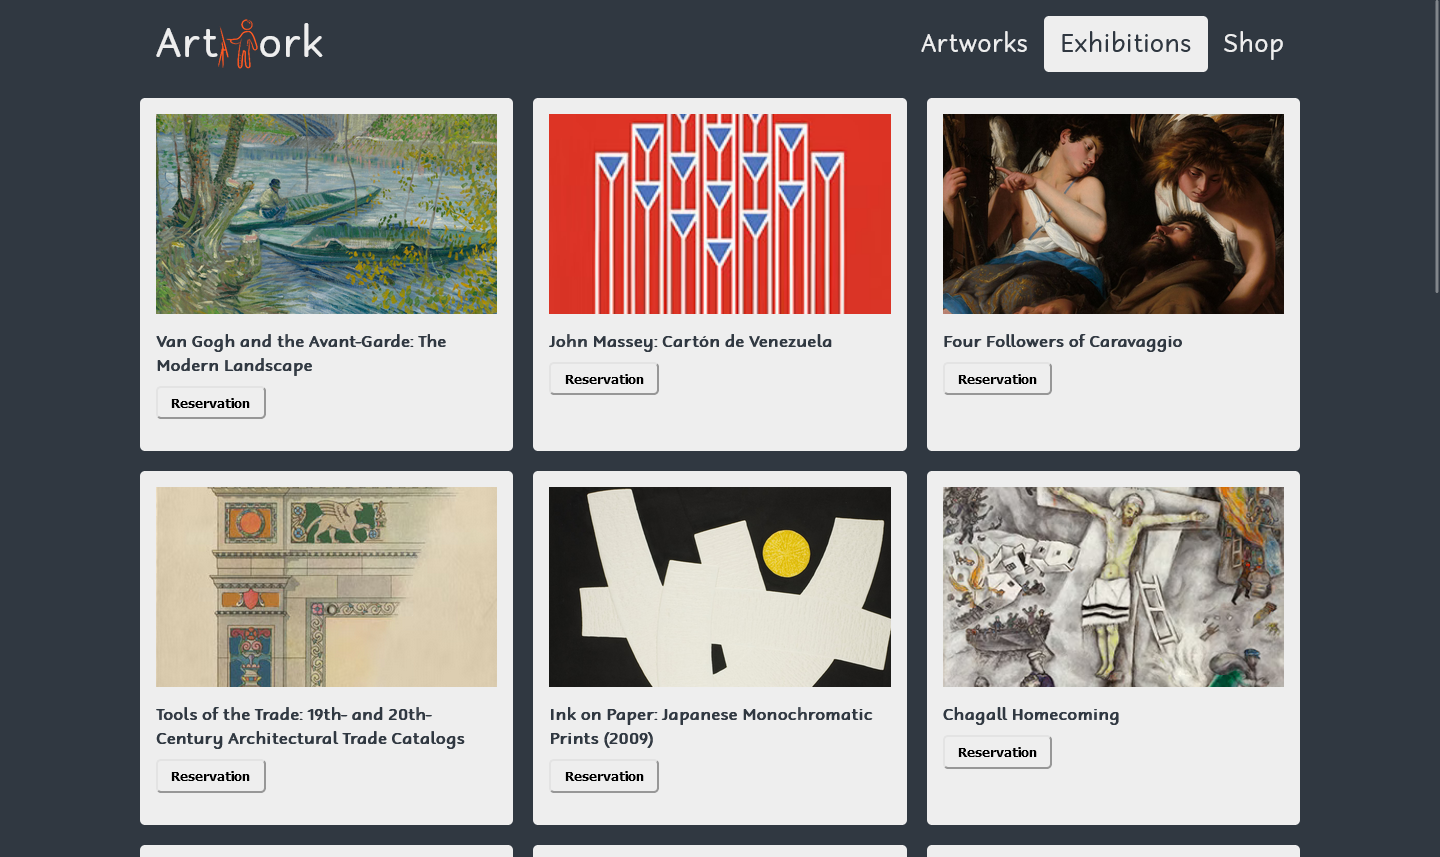 Art ork
Artworks
Exhibitions
Shop
Van Gogh and the Avant-Garde: The
Modern Landscape
Reservation
John Massey: Cartón de Venezuela
Reservation
Four Followers of Caravaggio
Reservation
Tools of the Trade: 19th- and 20th-
Century Architectural Trade Catalogs
Reservation
Ink on Paper: Japanese Monochromatic
Prints (2009)
Reservation
Chagall Homecoming
Reservation